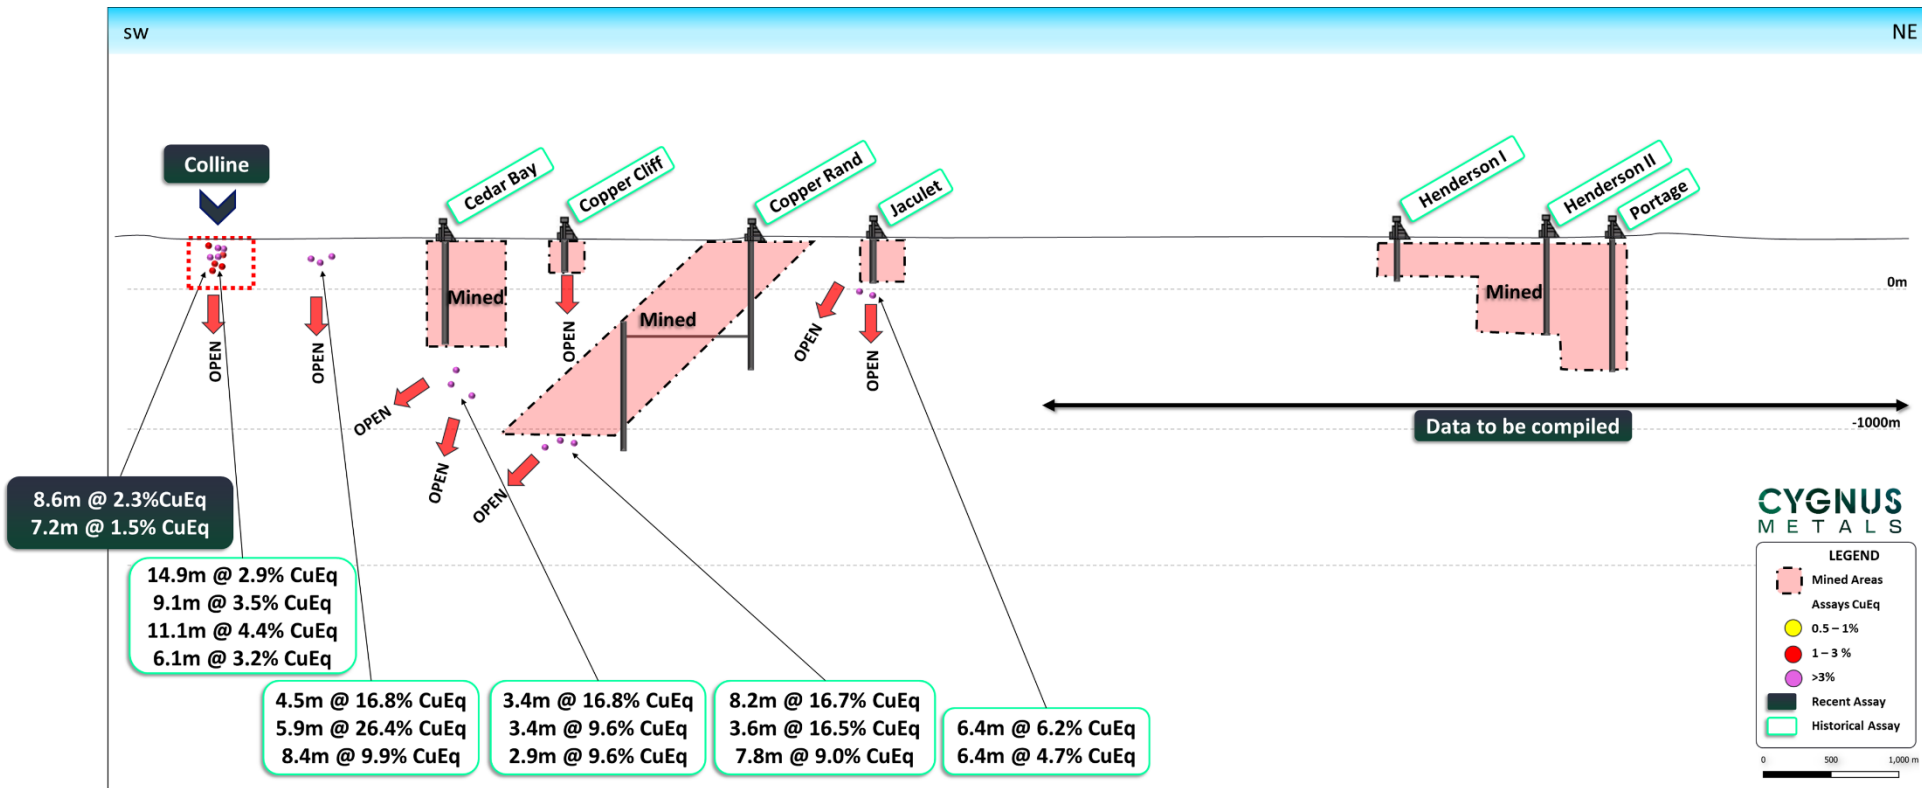 SW
NE
Colline
Cedar Bay
Copper Cliff
Copper Rand
Jaculet
Henderson I
Henderson II
Portage
Mined
Mined
Mined
0m
OPEN
OPEN
OPEN
OPEN
OPEN
OPEN
OPEN
OPEN
Data to be compiled
-1000m
8.6m @ 2.3%CuEq
7.2m @ 1.5% CuEq
14.9m @ 2.9% CuEq
9.1m @ 3.5% CuEq
11.1m @ 4.4% CuEq
6.1m @ 3.2% CuEq
4.5m @ 16.8% CuEq
5.9m @ 26.4% CuEq
8.4m @ 9.9% CuEq
3.4m @ 16.8% CuEq
3.4m @ 9.6% CuEq
2.9m @ 9.6% CuEq
8.2m @ 16.7% CuEq
3.6m @ 16.5% CuEq
7.8m @ 9.0% CuEq
6.4m @ 6.2% CuEq
6.4m @ 4.7% CuEq
CYGNUS
METALS
LEGEND
Mined Areas
Assays CuEq
0.5 – 1%
1 – 3 %
>3%
Recent Assay
Historical Assay
0 500 1,000 m